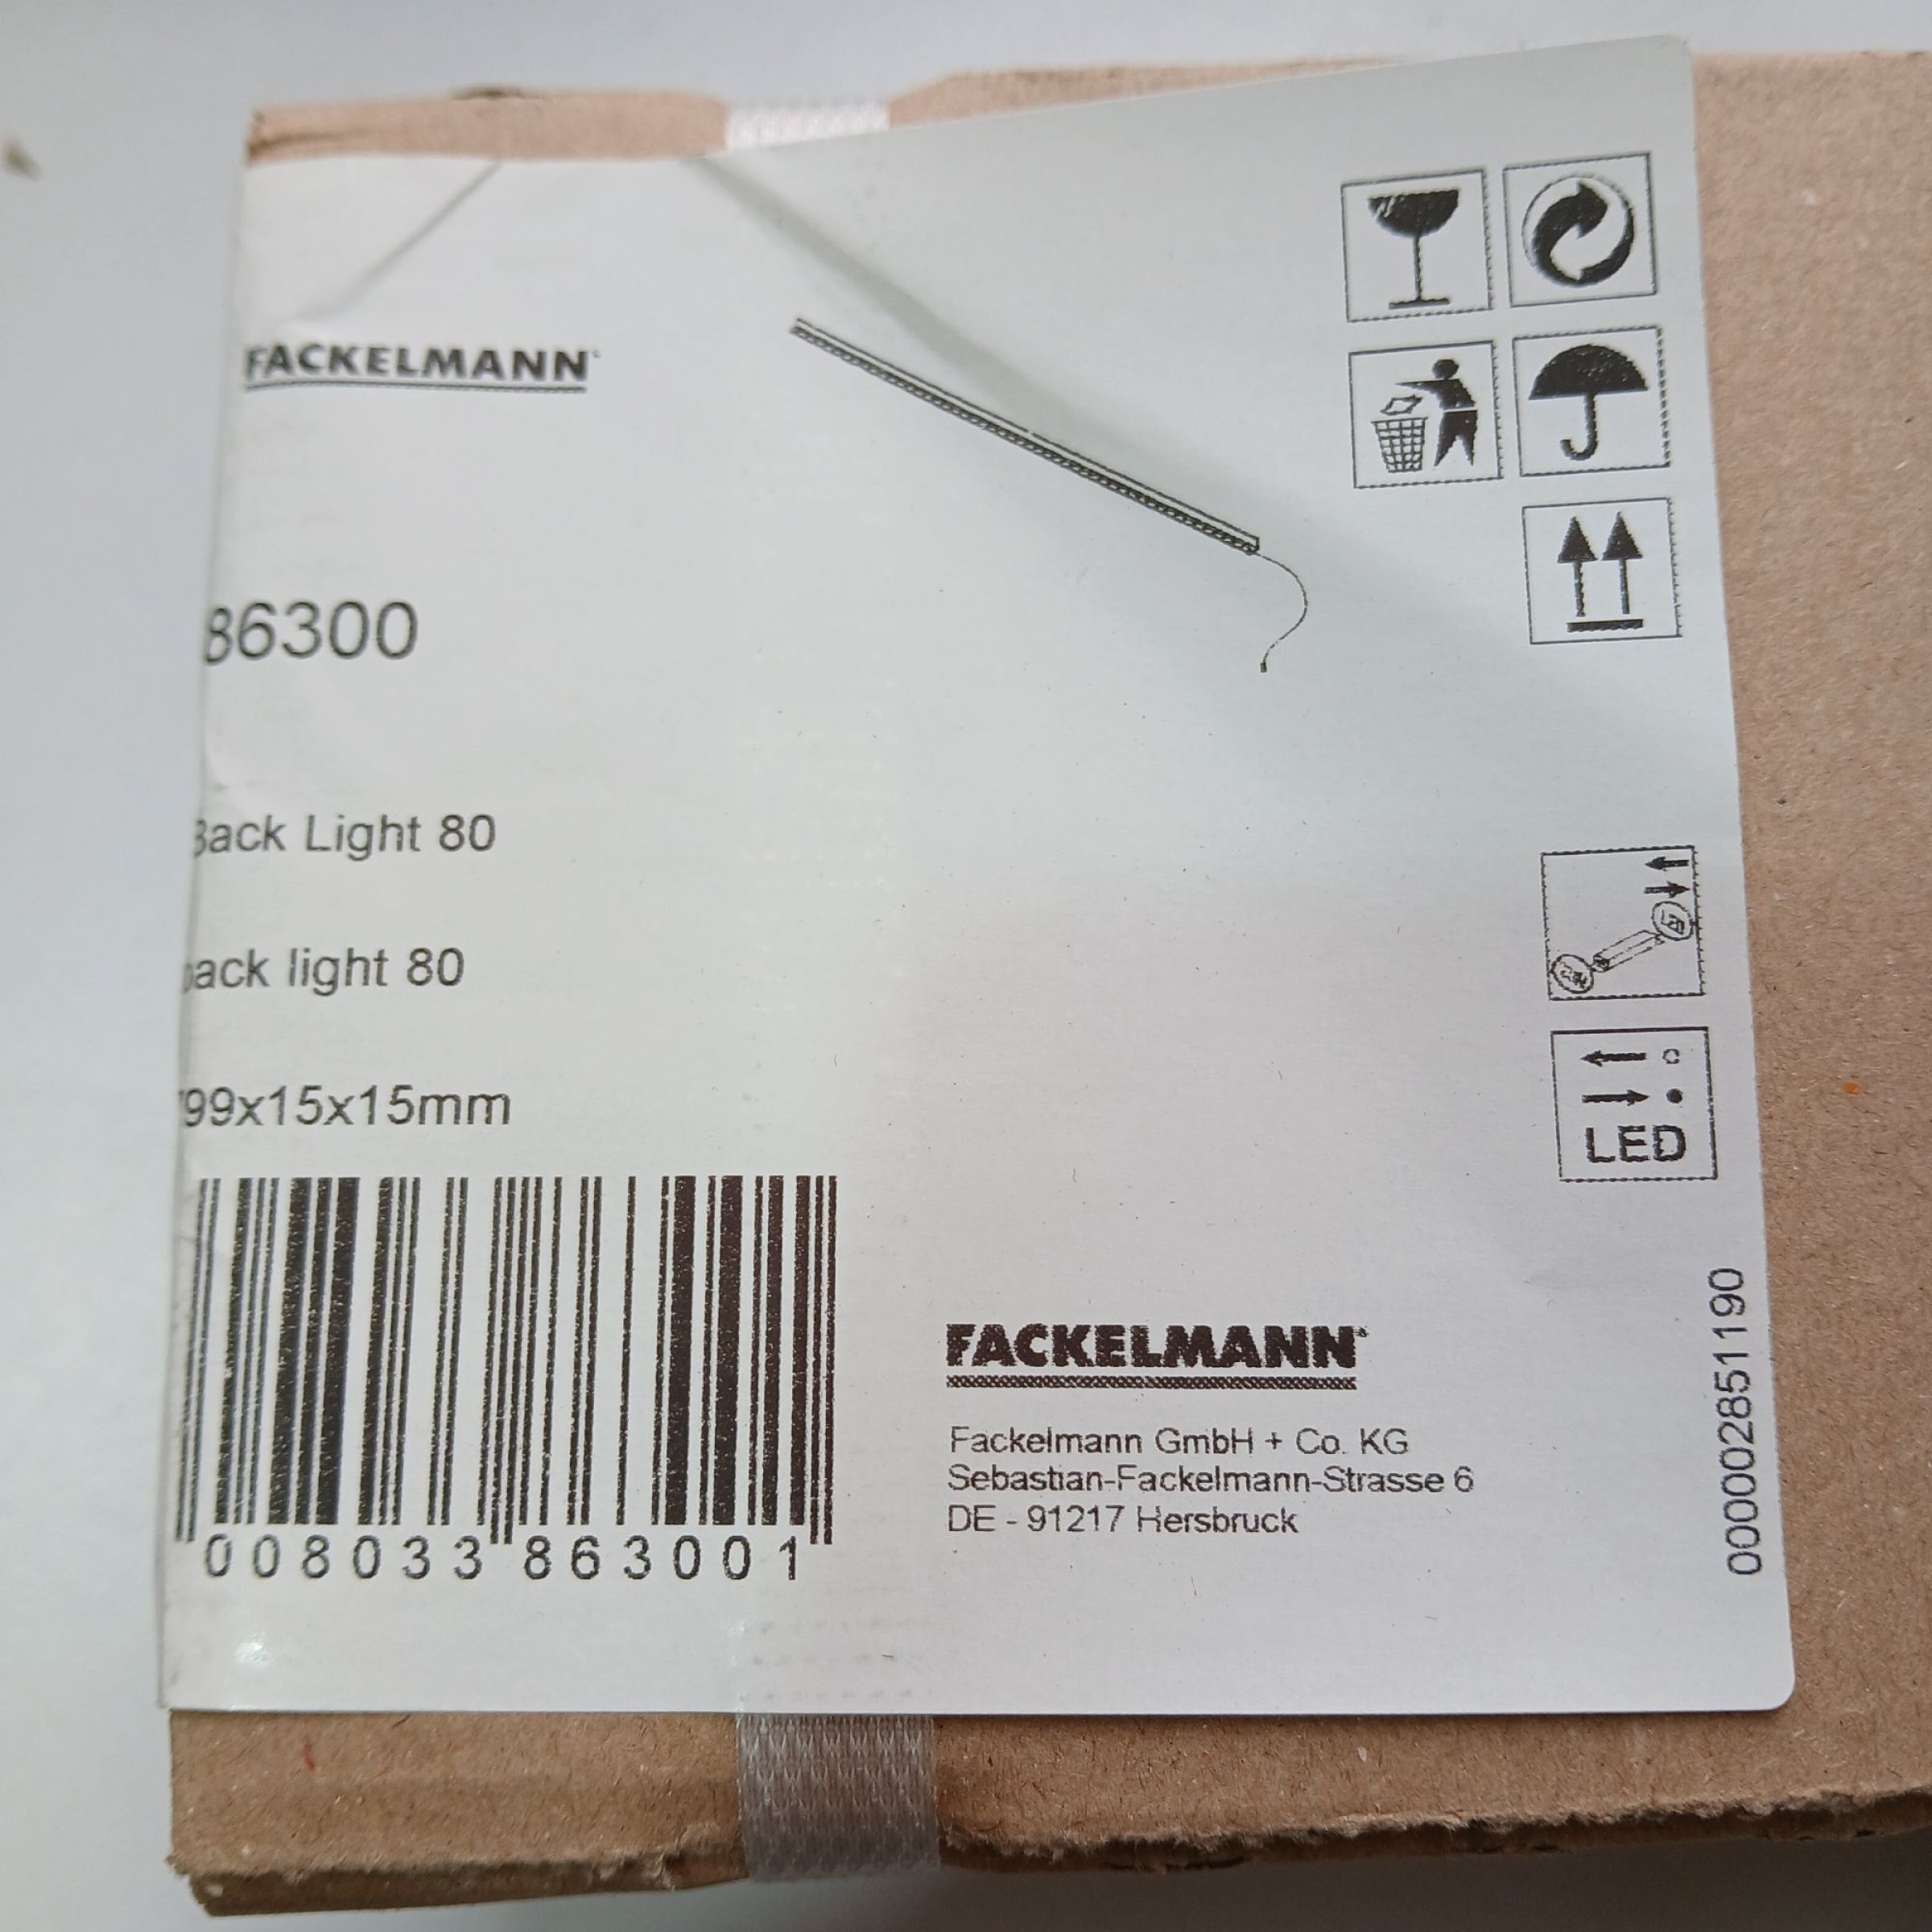 FACKELMANN
86300
Back Light 80
back light 80
799x15x15mm
008033 863001
FACKELMANN
Fackelmann GmbH + Co. KG
Sebastian-Fackelmann-Strasse 6
DE - 91217 Hersbruck
LED
00002851190